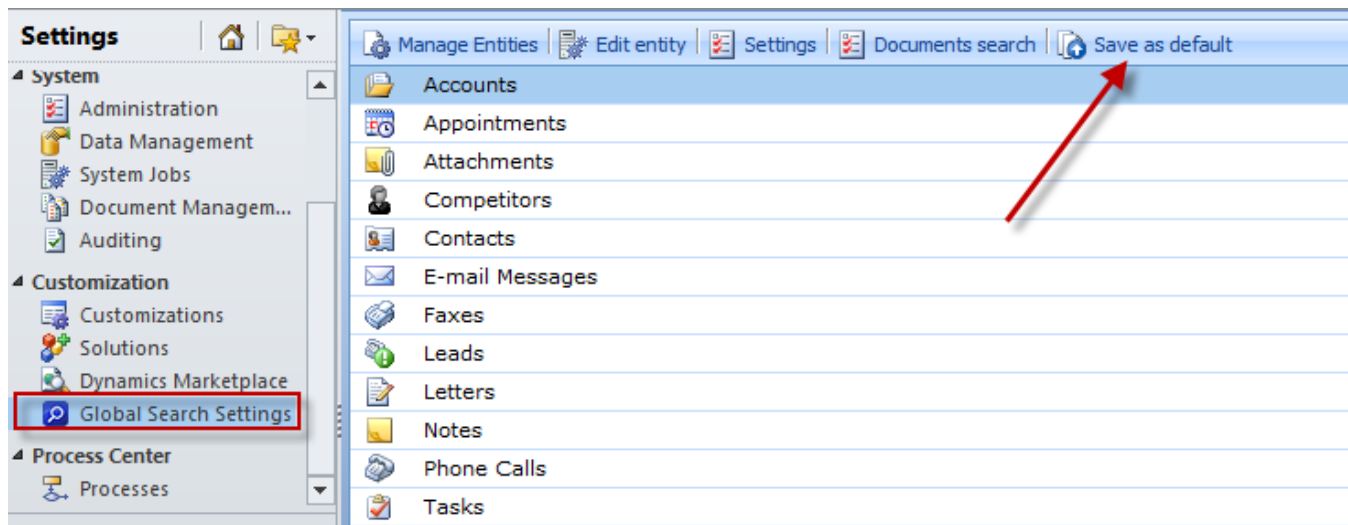 Settings
System
Administration
Data Management
System Jobs
Document Managem...
Auditing
Customization
Customizations
Solutions
Dynamics Marketplace
Global Search Settings
Process Center
Processes
Manage Entities Edit entity Settings Documents search Save as default
Accounts
Appointments
Attachments
Competitors
Contacts
E-mail Messages
Faxes
Leads
Letters
Notes
Phone Calls
Tasks